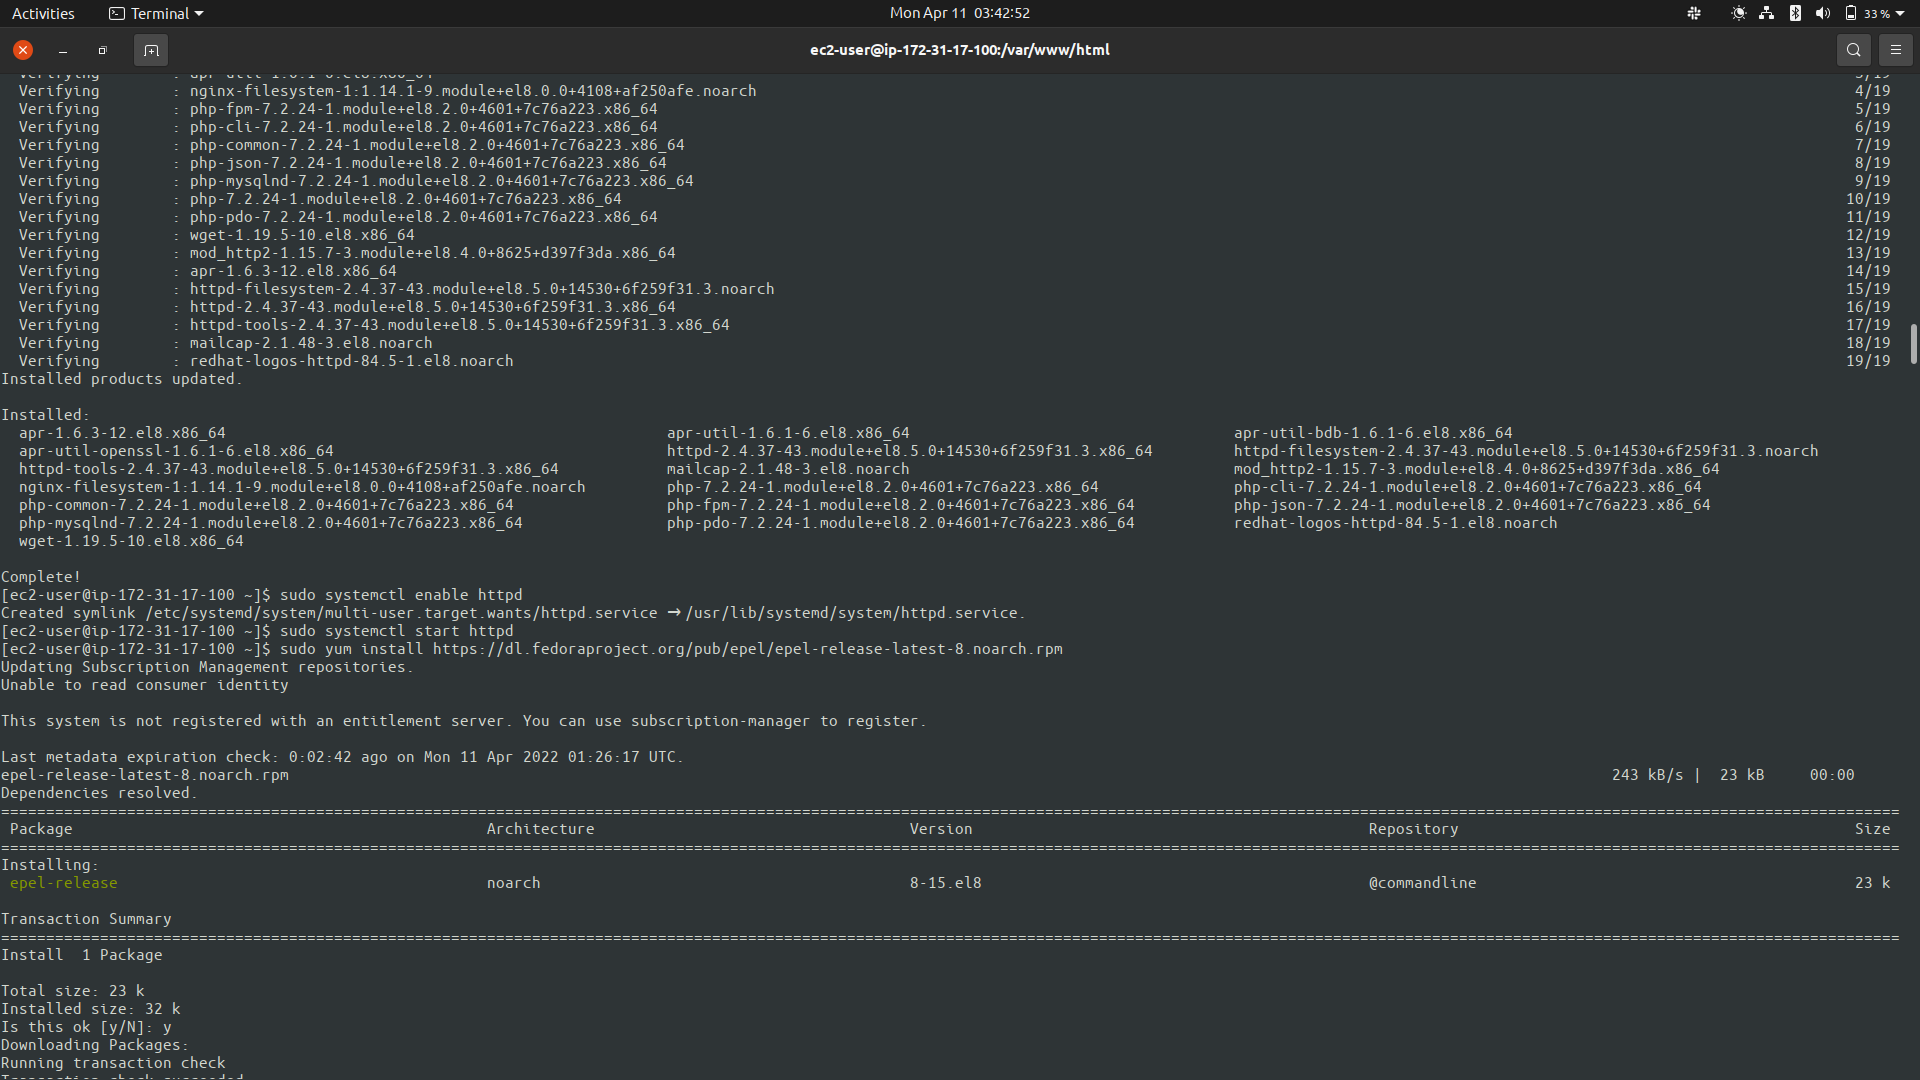 Activities Terminal Mon Apr 11 03:42:52 33 %
ec2-user@ip-172-31-17-100:/var/www/html
Verifying : apr-util-1.6.1-6.el8.x86_64 3/19
Verifying : nginx-filesystem-1:1.14.1-9.module+el8.0.0+4108+af250afe.noarch 4/19
Verifying : php-fpm-7.2.24-1.module+el8.2.0+4601+7c76a223.x86_64 5/19
Verifying : php-cli-7.2.24-1.module+el8.2.0+4601+7c76a223.x86_64 6/19
Verifying : php-common-7.2.24-1.module+el8.2.0+4601+7c76a223.x86_64 7/19
Verifying : php-json-7.2.24-1.module+el8.2.0+4601+7c76a223.x86_64 8/19
Verifying : php-mysqlnd-7.2.24-1.module+el8.2.0+4601+7c76a223.x86_64 9/19
Verifying : php-7.2.24-1.module+el8.2.0+4601+7c76a223.x86_64 10/19
Verifying : php-pdo-7.2.24-1.module+el8.2.0+4601+7c76a223.x86_64 11/19
Verifying : wget-1.19.5-10.el8.x86_64 12/19
Verifying : mod_http2-1.15.7-3.module+el8.4.0+8625+d397f3da.x86_64 13/19
Verifying : apr-1.6.3-12.el8.x86_64 14/19
Verifying : httpd-filesystem-2.4.37-43.module+el8.5.0+14530+6f259f31.3.noarch 15/19
Verifying : httpd-2.4.37-43.module+el8.5.0+14530+6f259f31.3.x86_64 16/19
Verifying : httpd-tools-2.4.37-43.module+el8.5.0+14530+6f259f31.3.x86_64 17/19
Verifying : mailcap-2.1.48-3.el8.noarch 18/19
Verifying : redhat-logos-httpd-84.5-1.el8.noarch 19/19
Installed products updated.
Installed:
apr-1.6.3-12.el8.x86_64 apr-util-1.6.1-6.el8.x86_64 apr-util-bdb-1.6.1-6.el8.x86_64
apr-util-openssl-1.6.1-6.el8.x86_64 httpd-2.4.37-43.module+el8.5.0+14530+6f259f31.3.x86_64 httpd-filesystem-2.4.37-43.module+el8.5.0+14530+6f259f31.3.noarch
httpd-tools-2.4.37-43.module+el8.5.0+14530+6f259f31.3.x86_64 mailcap-2.1.48-3.el8.noarch mod_http2-1.15.7-3.module+el8.4.0+8625+d397f3da.x86_64
nginx-filesystem-1:1.14.1-9.module+el8.0.0+4108+af250afe.noarch php-7.2.24-1.module+el8.2.0+4601+7c76a223.x86_64 php-cli-7.2.24-1.module+el8.2.0+4601+7c76a223.x86_64
php-common-7.2.24-1.module+el8.2.0+4601+7c76a223.x86_64 php-fpm-7.2.24-1.module+el8.2.0+4601+7c76a223.x86_64 php-json-7.2.24-1.module+el8.2.0+4601+7c76a223.x86_64
php-mysqlnd-7.2.24-1.module+el8.2.0+4601+7c76a223.x86_64 php-pdo-7.2.24-1.module+el8.2.0+4601+7c76a223.x86_64 redhat-logos-httpd-84.5-1.el8.noarch
wget-1.19.5-10.el8.x86_64
Complete!
[ec2-user@ip-172-31-17-100 ~]$ sudo systemctl enable httpd
Created symlink /etc/systemd/system/multi-user.target.wants/httpd.service → /usr/lib/systemd/system/httpd.service.
[ec2-user@ip-172-31-17-100 ~]$ sudo systemctl start httpd
[ec2-user@ip-172-31-17-100 ~]$ sudo yum install https://dl.fedoraproject.org/pub/epel/epel-release-latest-8.noarch.rpm
Updating Subscription Management repositories.
Unable to read consumer identity
This system is not registered with an entitlement server. You can use subscription-manager to register.
Last metadata expiration check: 0:02:42 ago on Mon 11 Apr 2022 01:26:17 UTC.
epel-release-latest-8.noarch.rpm 243 kB/s | 23 kB 00:00
Dependencies resolved.
Package Architecture Version Repository Size
Installing:
epel-release noarch 8-15.el8 @commandline 23 k
Transaction Summary
Install 1 Package
Total size: 23 k
Installed size: 32 k
Is this ok [y/N]: y
Downloading Packages:
Running transaction check
Transaction check succeeded